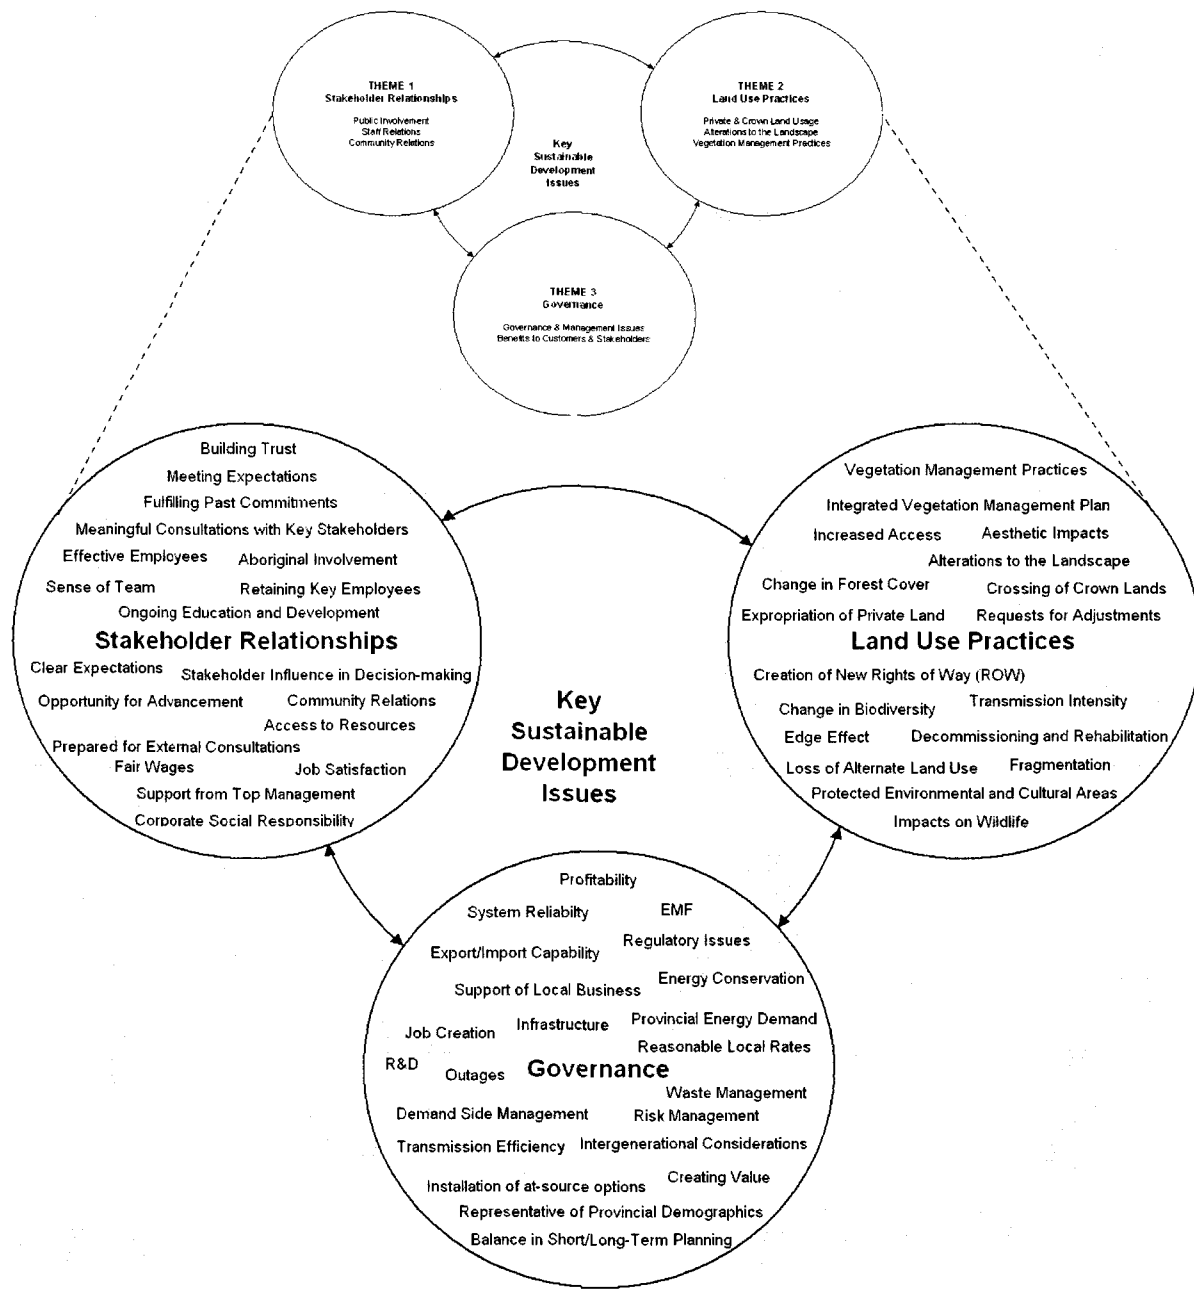 THEME 1
Stakeholder Relationships
Public Involvement
Staff Relations
Community Relations
THEME 2
Land Use Practices
Private & Crown Land Usage
Alterations to the Landscape
Vegetation Management Practices
Key
Sustainable
Development
Issues
THEME 3
Governance
Governance & Management Issues
Benefits to Customers & Stakeholders
Building Trust
Meeting Expectations
Fulfilling Past Commitments
Meaningful Consultations with Key Stakeholders
Effective Employees
Aboriginal Involvement
Sense of Team
Retaining Key Employees
Ongoing Education and Development
Stakeholder Relationships
Clear Expectations
Stakeholder Influence in Decision-making
Opportunity for Advancement
Community Relations
Access to Resources
Prepared for External Consultations
Fair Wages
Job Satisfaction
Support from Top Management
Corporate Social Responsibility
Vegetation Management Practices
Integrated Vegetation Management Plan
Increased Access
Aesthetic Impacts
Alterations to the Landscape
Change in Forest Cover
Crossing of Crown Lands
Expropriation of Private Land
Requests for Adjustments
Land Use Practices
Creation of New Rights of Way (ROW)
Change in Biodiversity
Transmission Intensity
Edge Effect
Decommissioning and Rehabilitation
Loss of Alternate Land Use
Fragmentation
Protected Environmental and Cultural Areas
Impacts on Wildlife
Key
Sustainable
Development
Issues
Profitability
System Reliabilty
EMF
Export/Import Capability
Regulatory Issues
Support of Local Business
Energy Conservation
Job Creation
Infrastructure
Provincial Energy Demand
Reasonable Local Rates
R&D
Outages
Governance
Waste Management
Demand Side Management
Risk Management
Transmission Efficiency
Intergenerational Considerations
Installation of at-source options
Creating Value
Representative of Provincial Demographics
Balance in Short/Long-Term Planning